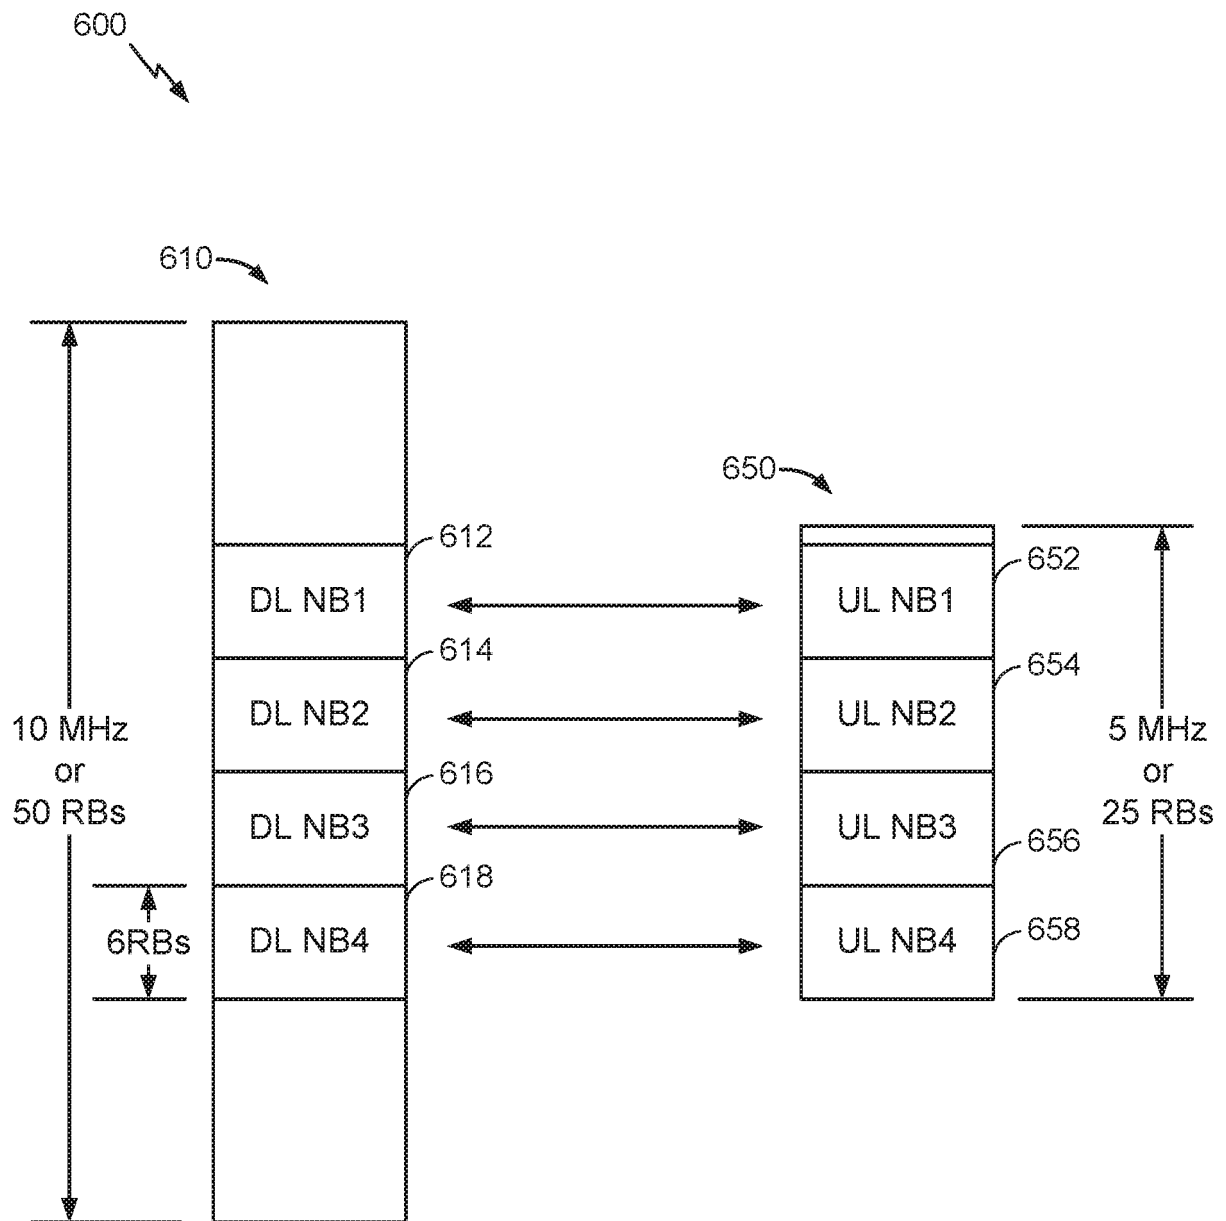 600
610
650
612
DL NB1
UL NB1
652
614
DL NB2
UL NB2
654
10 MHz
or
50 RBs
5 MHz
or
25 RBs
616
DL NB3
UL NB3
656
618
6RBs
DL NB4
UL NB4
658